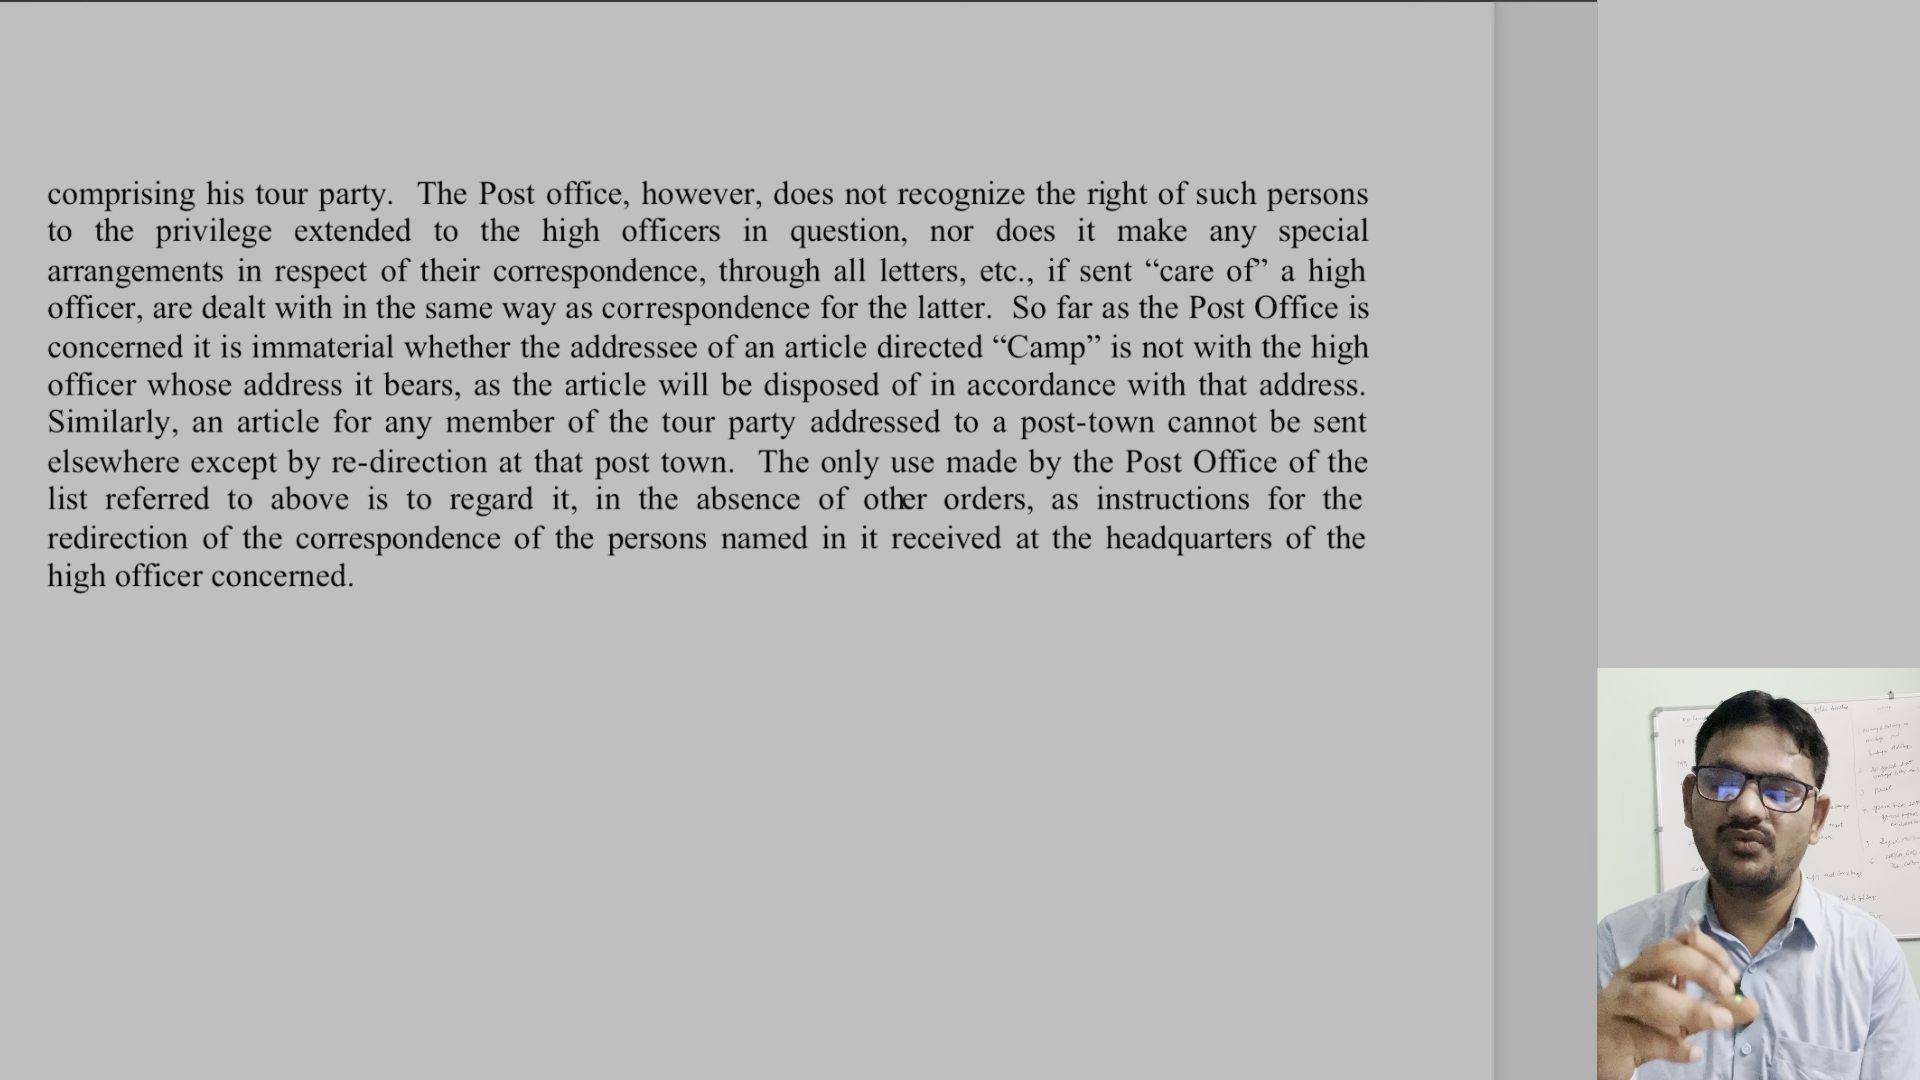 comprising his tour party. The Post office, however, does not recognize the right of such persons
to the privilege extended to the high officers in question, nor does it make any special
arrangements in respect of their correspondence, through all letters, etc., if sent “care of” a high
officer, are dealt with in the same way as correspondence for the latter. So far as the Post Office is
concerned it is immaterial whether the addressee of an article directed “Camp” is not with the high
officer whose address it bears, as the article will be disposed of in accordance with that address.
Similarly, an article for any member of the tour party addressed to a post-town cannot be sent
elsewhere except by re-direction at that post town. The only use made by the Post Office of the
list referred to above is to regard it, in the absence of other orders, as instructions for the
redirection of the correspondence of the persons named in it received at the headquarters of the
high officer concerned.